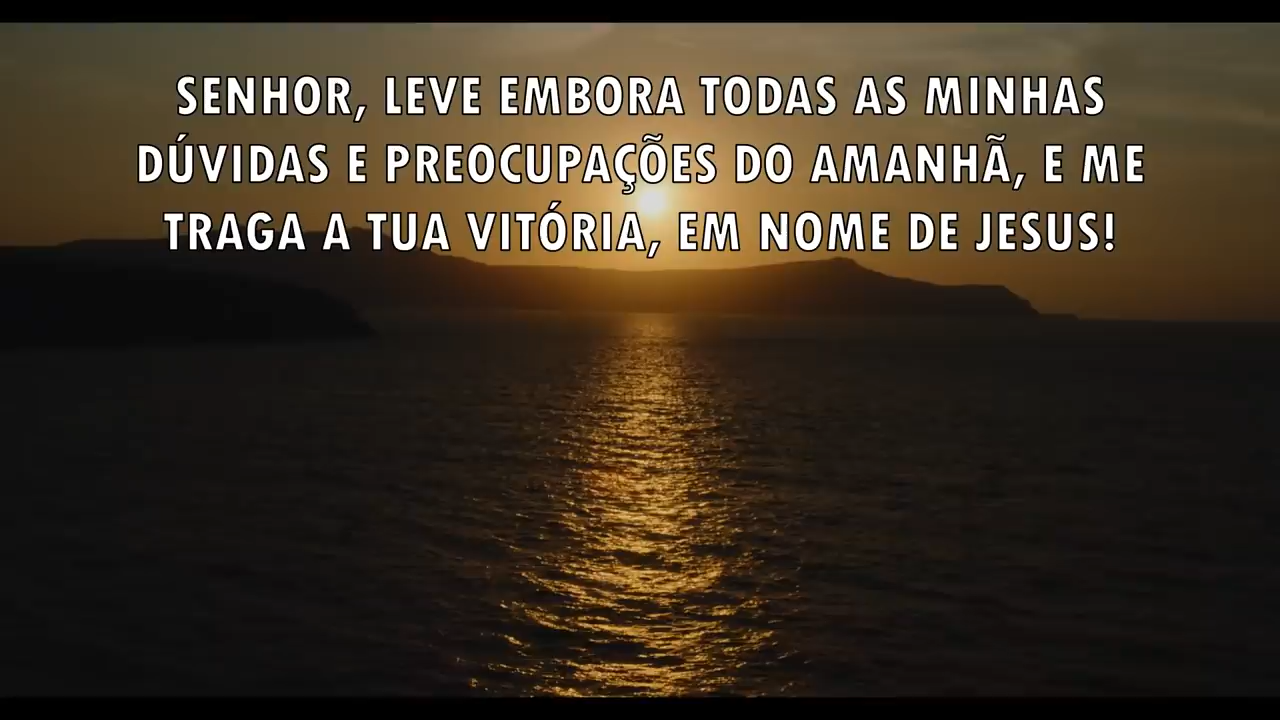 SENHOR, LEVE EMBORA TODAS AS MINHAS
DÚVIDAS E PREOCUPAÇÕES DO AMANHÃ, E ME
TRAGA A TUA VITÓRIA, EM NOME DE JESUS!